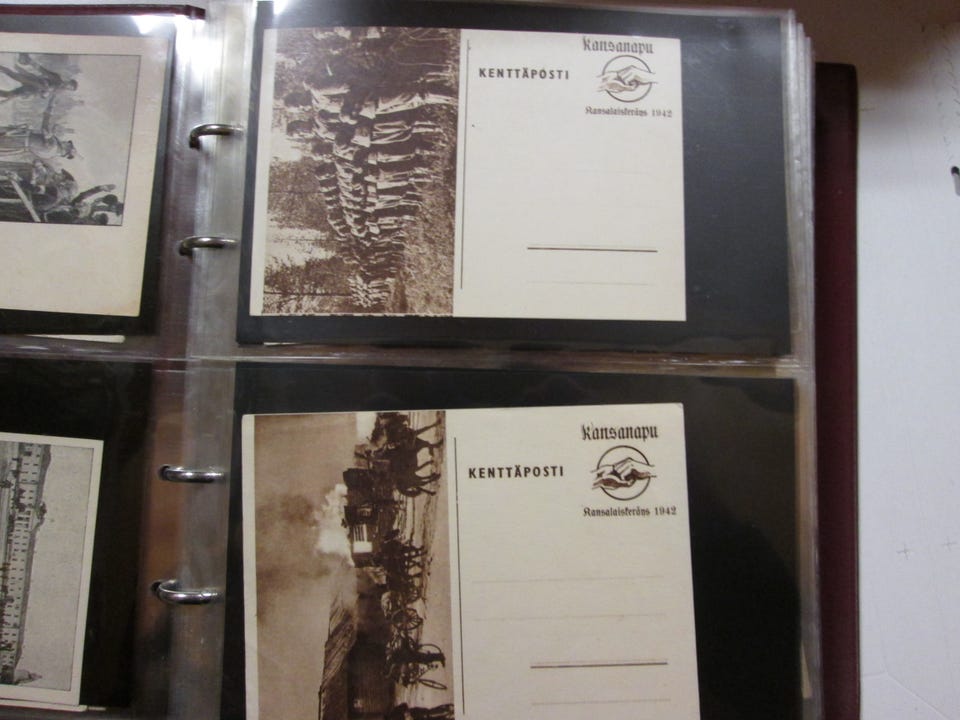 Kansanapu
KENTTÄPOSTI
Kansalaiskeräys 1942
Kansanapu
KENTTÄPOSTI
Kansalaiskeräys 1942